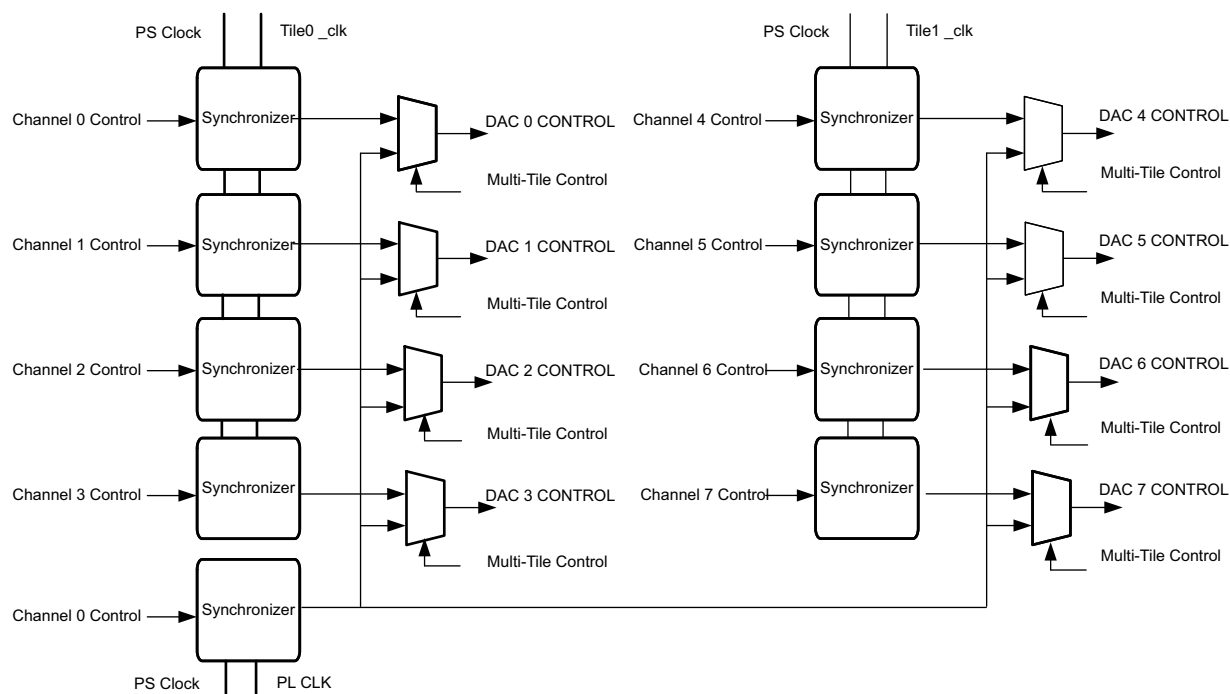 PS Clock
Tile0 _clk
PS Clock
Tile1 _clk
Channel 0 Control
Synchronizer
DAC 0 CONTROL
Multi-Tile Control
Channel 4 Control
Synchronizer
DAC 4 CONTROL
Multi-Tile Control
Channel 1 Control
Synchronizer
DAC 1 CONTROL
Multi-Tile Control
Channel 5 Control
Synchronizer
DAC 5 CONTROL
Multi-Tile Control
Channel 2 Control
Synchronizer
DAC 2 CONTROL
Multi-Tile Control
Channel 6 Control
Synchronizer
DAC 6 CONTROL
Multi-Tile Control
Channel 3 Control
Synchronizer
DAC 3 CONTROL
Multi-Tile Control
Channel 7 Control
Synchronizer
DAC 7 CONTROL
Multi-Tile Control
Channel 0 Control
Synchronizer
PS Clock
PL CLK